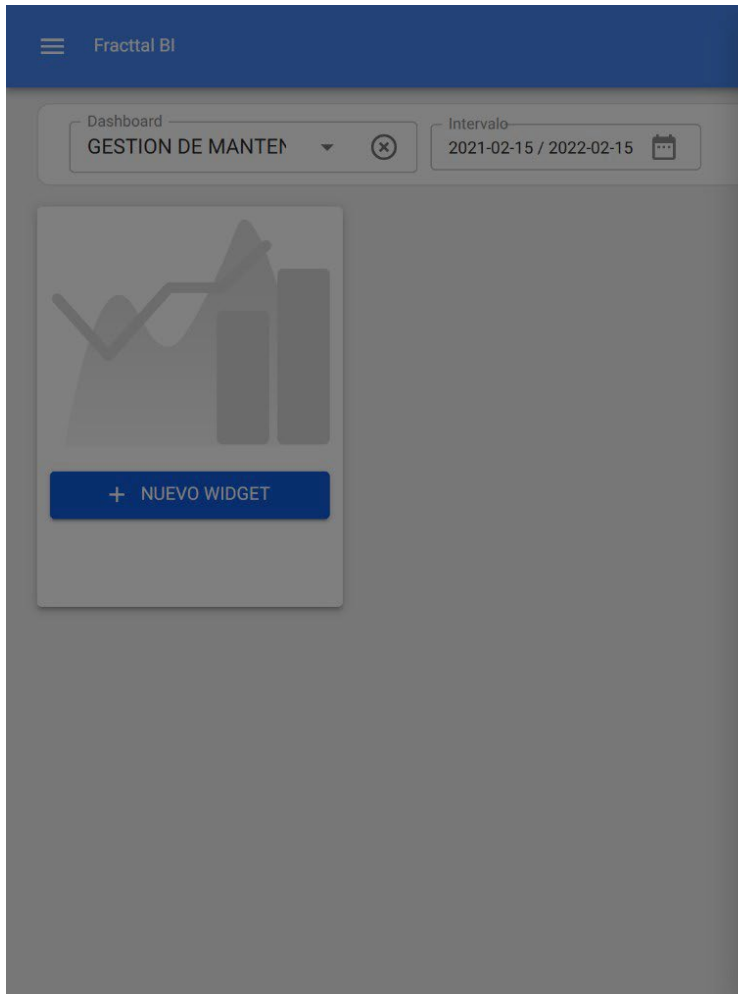 Fracttal BI
Dashboard
GESTION DE MANTEN
Intervalo
2021-02-15 / 2022-02-15
+ NUEVO WIDGET